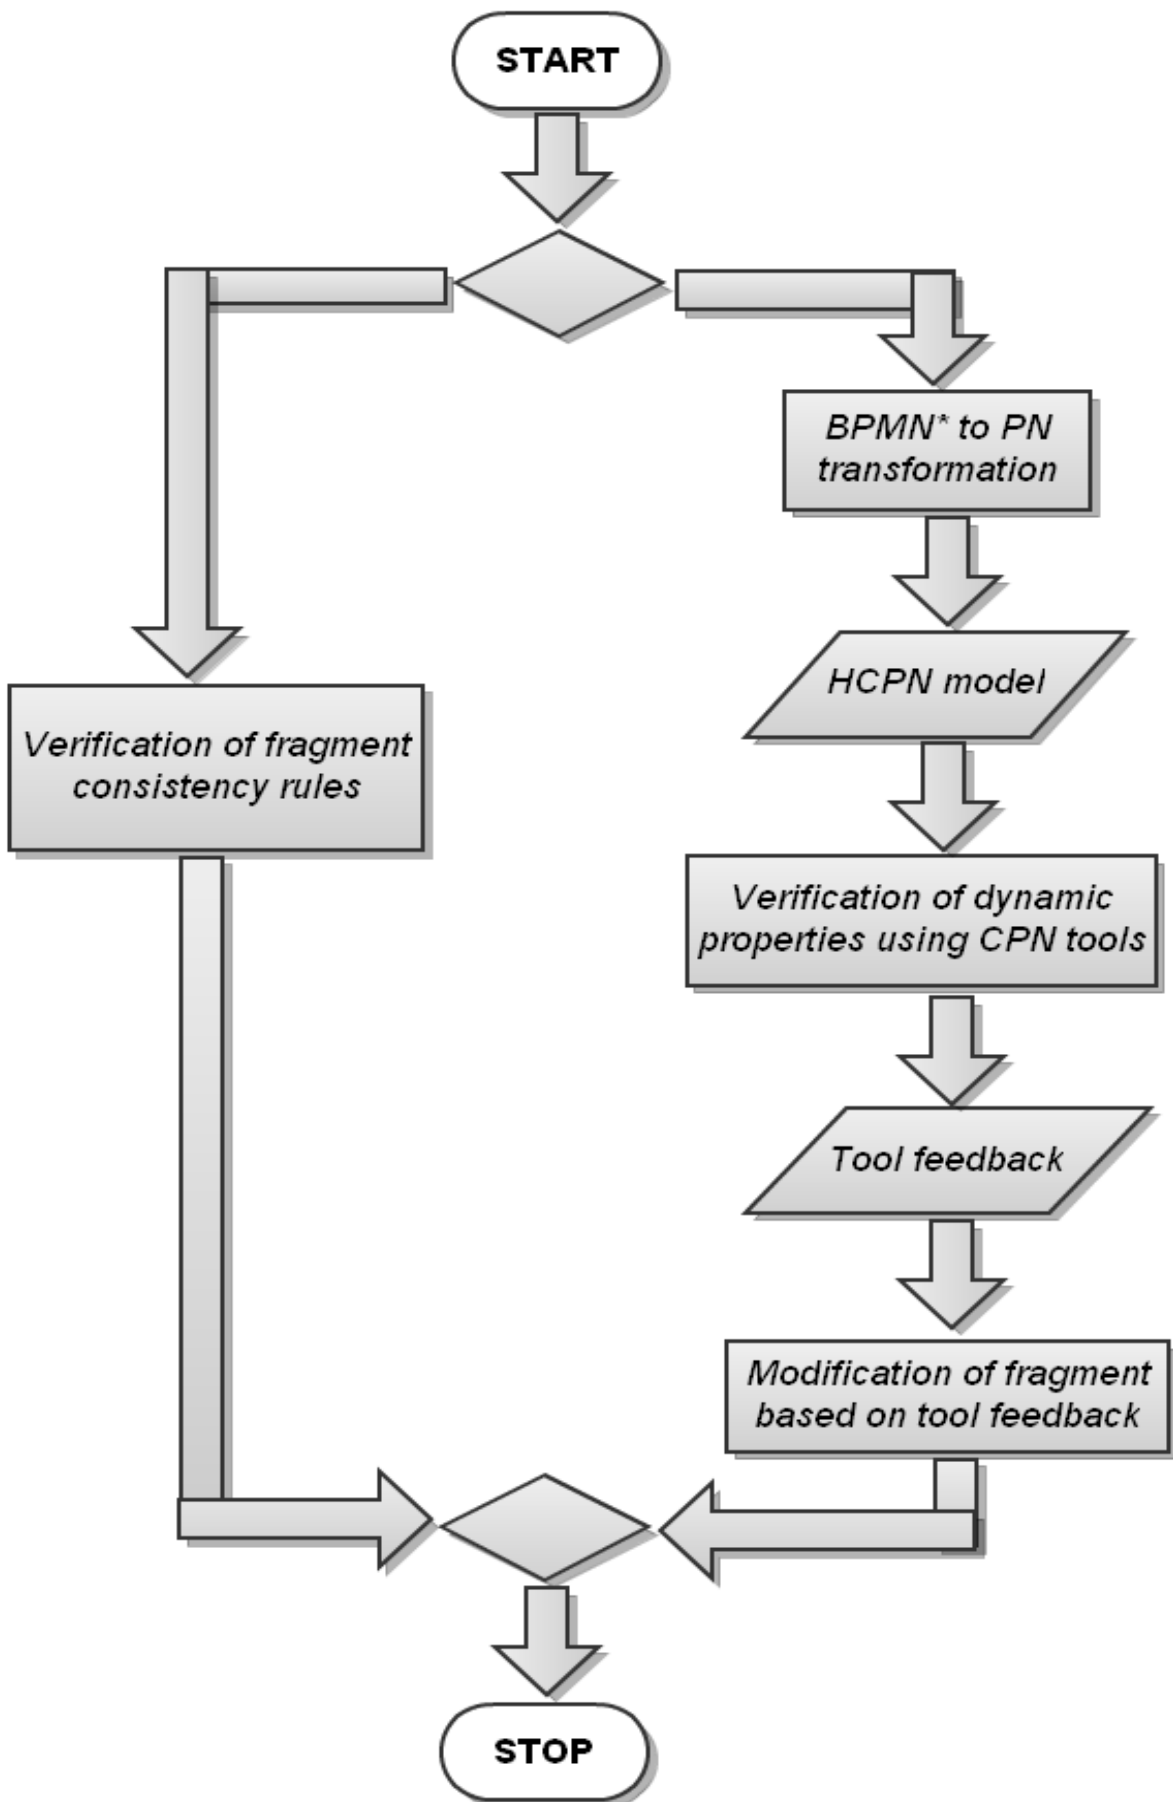 START
BPMN* to PN
transformation
HCPN model
Verification of fragment
consistency rules
Verification of dynamic
properties using CPN tools
Tool feedback
Modification of fragment
based on tool feedback
STOP